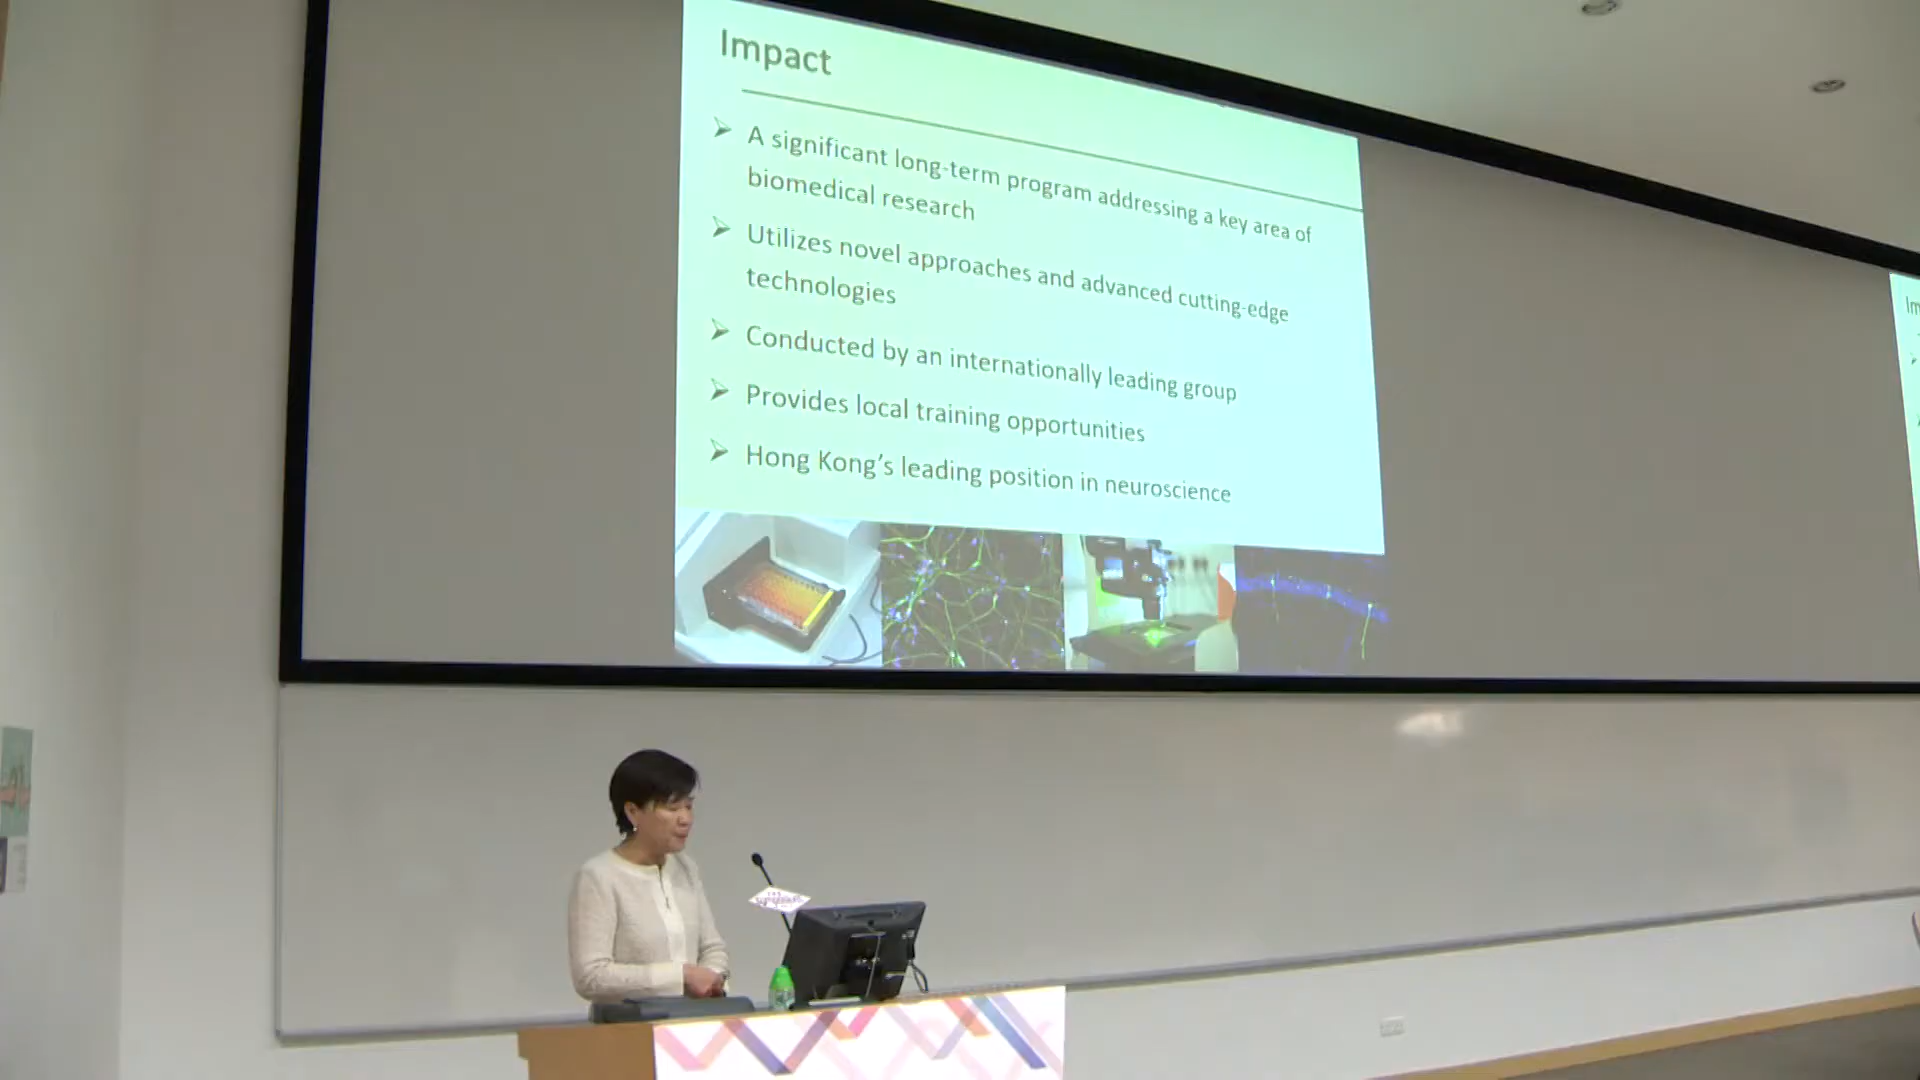 Impact
A significant long-term program addressing a key area of
biomedical research
Utilizes novel approaches and advanced cutting-edge
technologies
Conducted by an internationally leading group
Provides local training opportunities
Hong Kong's leading position in neuroscience
Im